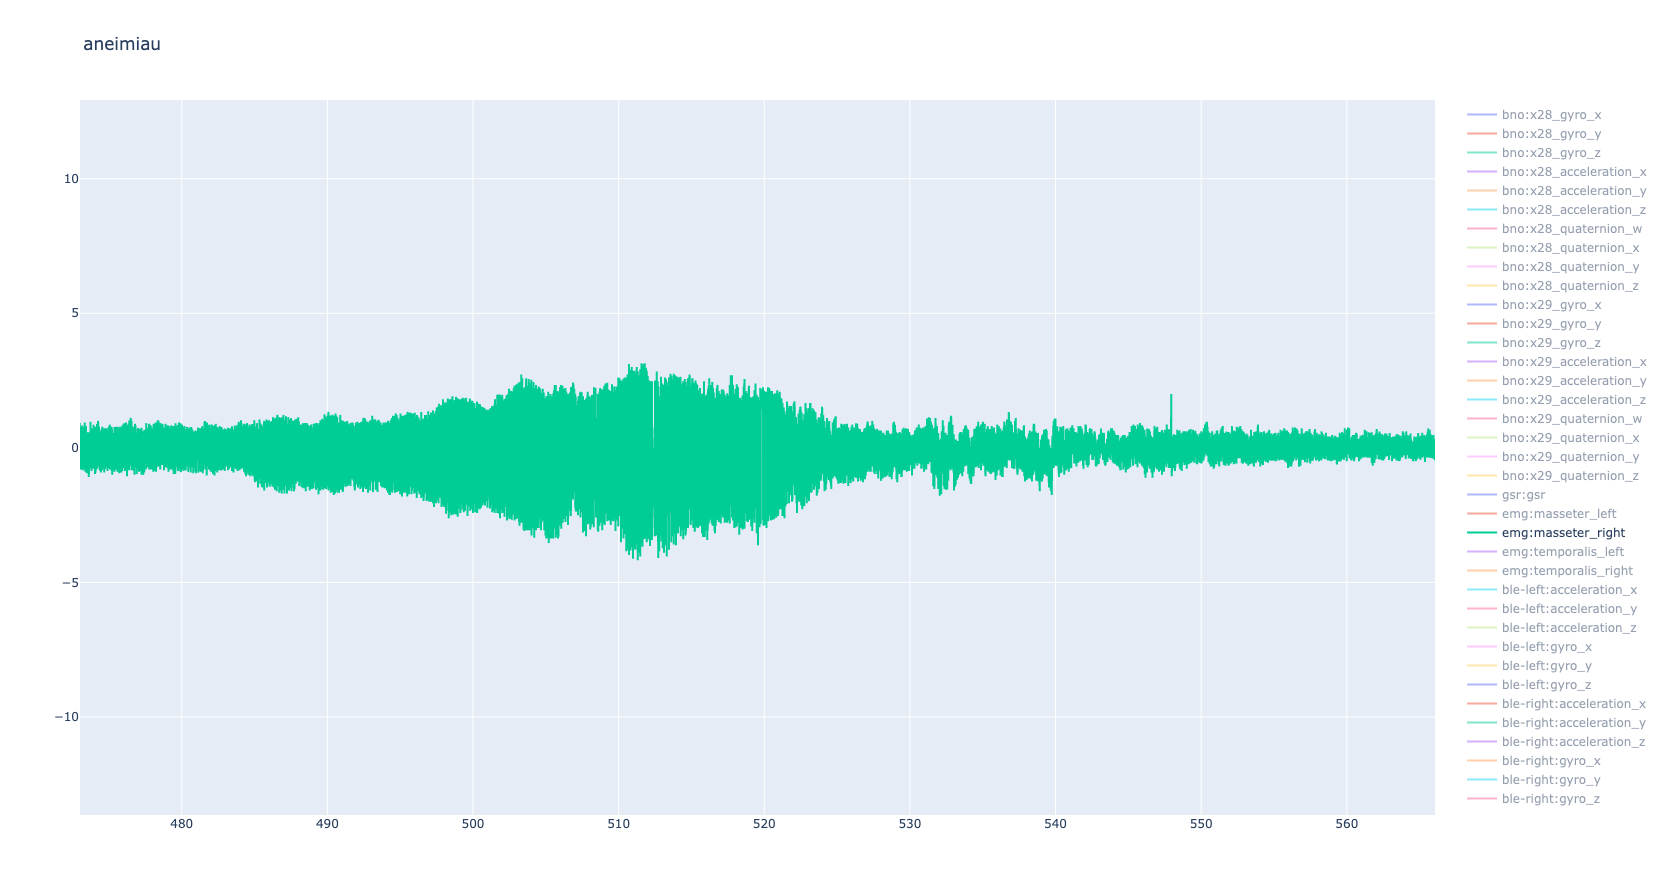 aneimiau
10
5
0
−5
−10
480 490 500 510 520 530 540 550 560
bno:x28_gyro_x
bno:x28_gyro_y
bno:x28_gyro_z
bno:x28_acceleration_x
bno:x28_acceleration_y
bno:x28_acceleration_z
bno:x28_quaternion_w
bno:x28_quaternion_x
bno:x28_quaternion_y
bno:x28_quaternion_z
bno:x29_gyro_x
bno:x29_gyro_y
bno:x29_gyro_z
bno:x29_acceleration_x
bno:x29_acceleration_y
bno:x29_acceleration_z
bno:x29_quaternion_w
bno:x29_quaternion_x
bno:x29_quaternion_y
bno:x29_quaternion_z
gsr:gsr
emg:masseter_left
emg:masseter_right
emg:temporalis_left
emg:temporalis_right
ble-left:acceleration_x
ble-left:acceleration_y
ble-left:acceleration_z
ble-left:gyro_x
ble-left:gyro_y
ble-left:gyro_z
ble-right:acceleration_x
ble-right:acceleration_y
ble-right:acceleration_z
ble-right:gyro_x
ble-right:gyro_y
ble-right:gyro_z